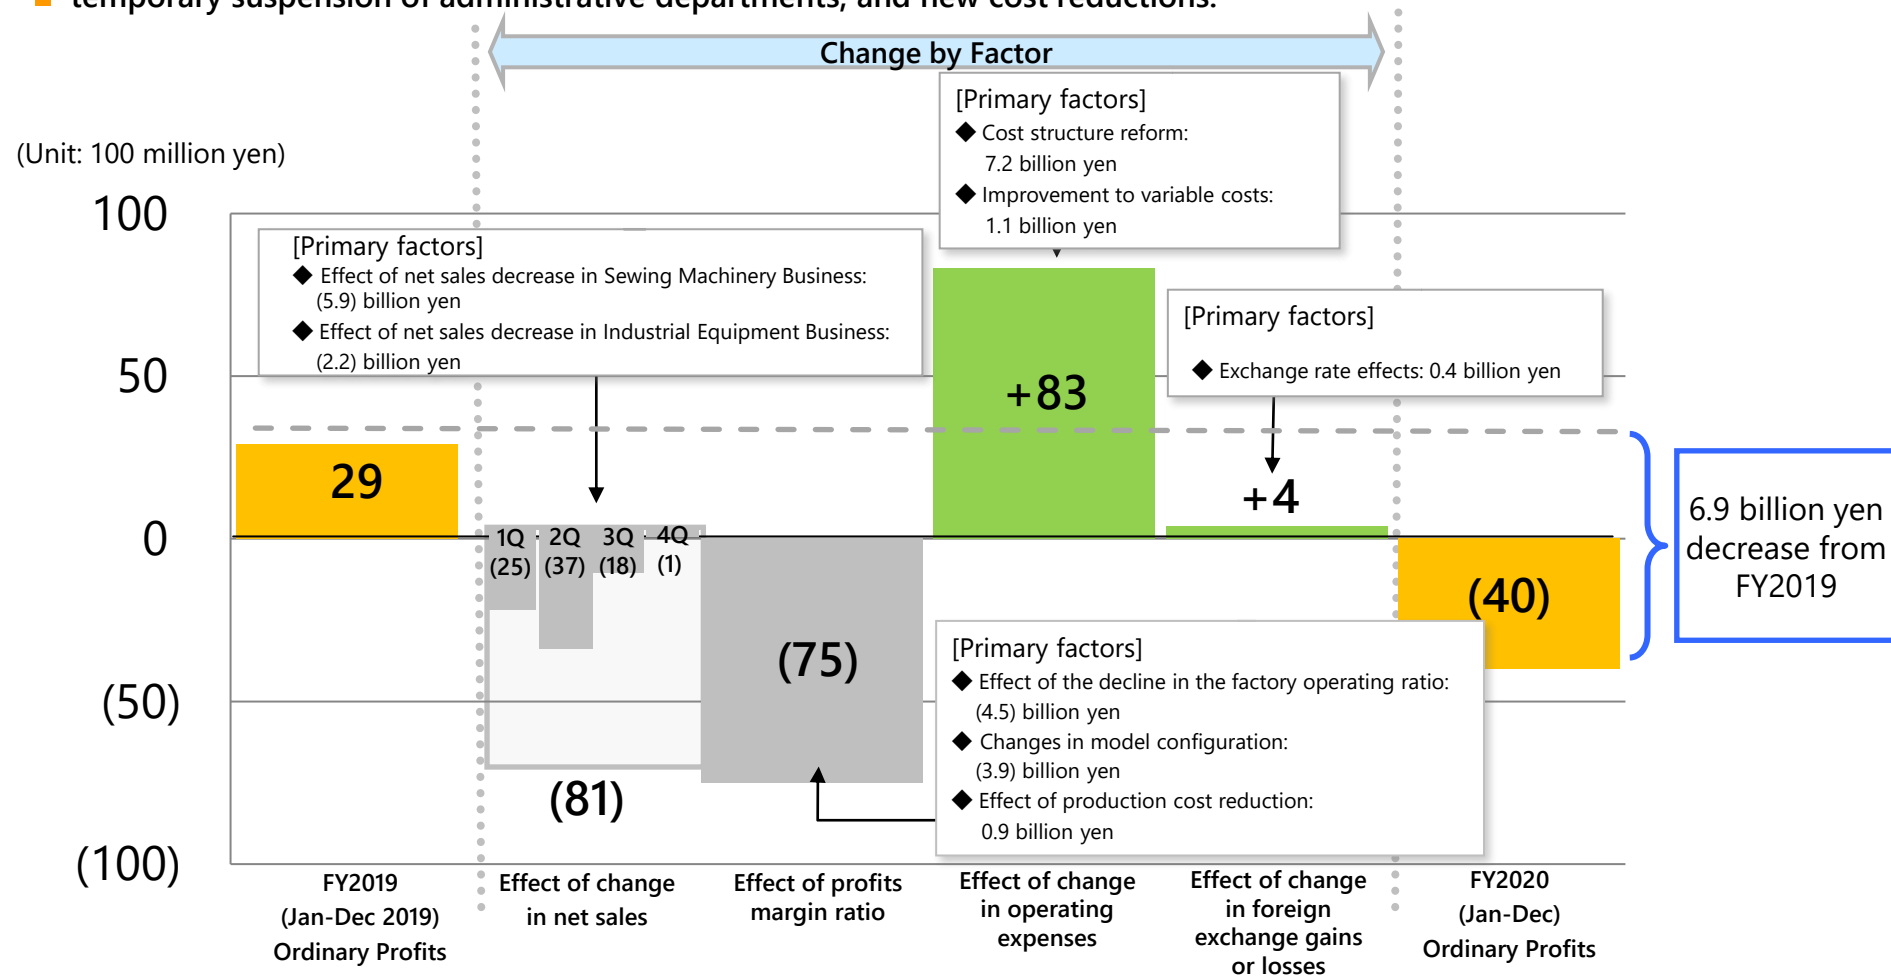 temporary suspension of administrative departments, and new cost reductions.
Change by Factor
(Unit: 100 million yen)
100
50
0
(50)
(100)
[Primary factors]
◆ Effect of net sales decrease in Sewing Machinery Business:
(5.9) billion yen
◆ Effect of net sales decrease in Industrial Equipment Business:
(2.2) billion yen
[Primary factors]
◆ Cost structure reform:
7.2 billion yen
◆ Improvement to variable costs:
1.1 billion yen
[Primary factors]
◆ Exchange rate effects: 0.4 billion yen
29
1Q
(25)
2Q
(37)
3Q
(18)
4Q
(1)
(81)
(75)
+83
+4
(40)
[Primary factors]
◆ Effect of the decline in the factory operating ratio:
(4.5) billion yen
◆ Changes in model configuration:
(3.9) billion yen
◆ Effect of production cost reduction:
0.9 billion yen
6.9 billion yen
decrease from
FY2019
FY2019
(Jan-Dec 2019)
Ordinary Profits
Effect of change
in net sales
Effect of profits
margin ratio
Effect of change
in operating
expenses
Effect of change
in foreign
exchange gains
or losses
FY2020
(Jan-Dec)
Ordinary Profits